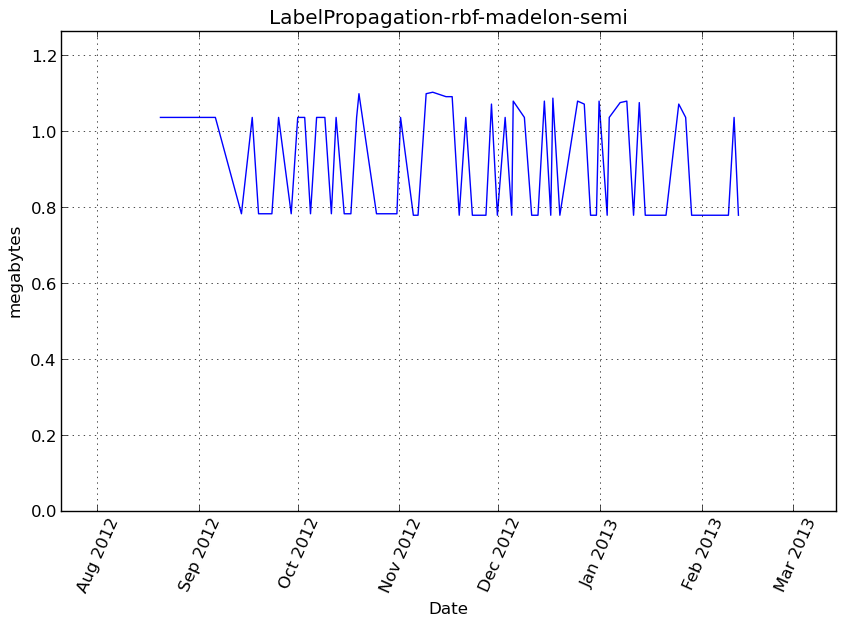 LabelPropagation-rbf-madelon-semi
1.2
1.0
0.8
0.6
0.4
0.2
0.0
megabytes
Aug 2012
Sep 2012
Oct 2012
Nov 2012
Dec 2012
Jan 2013
Feb 2013
Mar 2013
Date